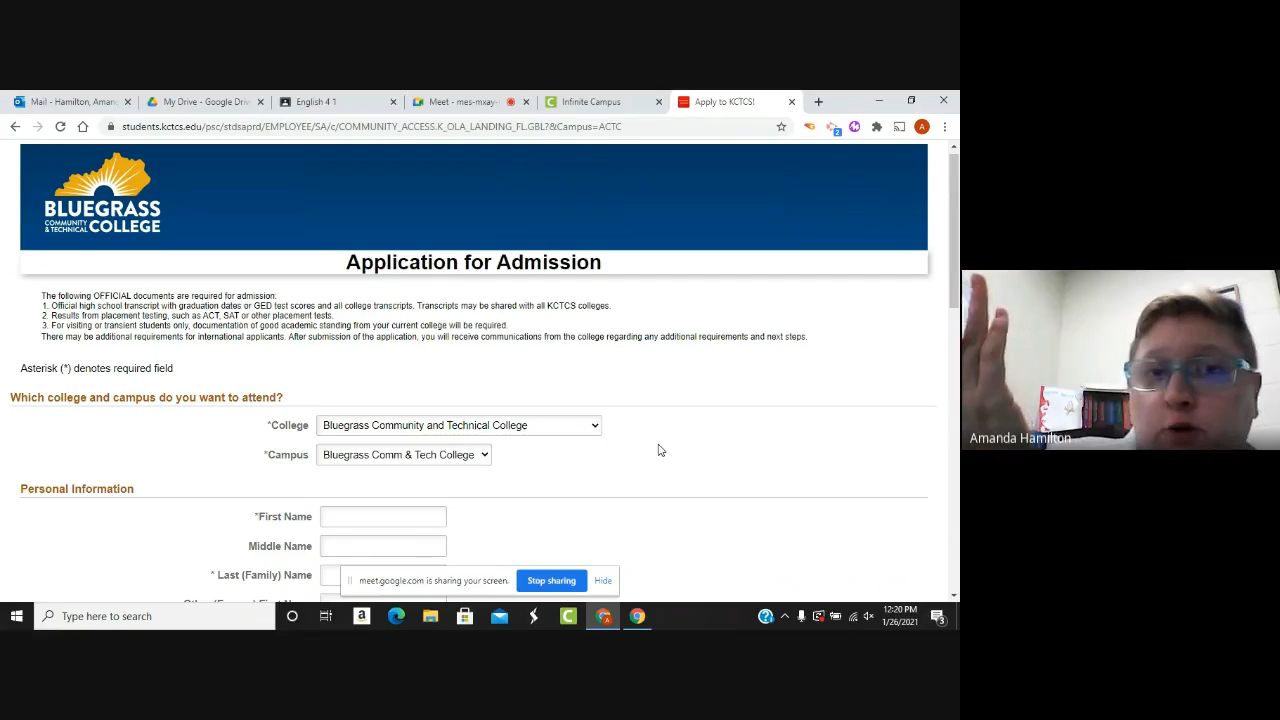 Mail - Hamilton, Aman
My Drive - Google Driv
English 4 1
Meet - mes-mxay-
Infinite Campus
Apply to KCTCS!
students.kctcs.edu/psc/stdsaprd/EMPLOYEE/SA/c/COMMUNITY_ACCESS.K_OLA_LANDING_FL.GBL?&Campus=ACTC
2
A
BLUEGRASS
COMMUNITY & TECHNICAL COLLEGE
Application for Admission
The following OFFICIAL documents are required for admission:
1. Official high school transcript with graduation dates or GED test scores and all college transcripts. Transcripts may be shared with all KCTCS colleges.
2. Results from placement testing, such as ACT, SAT or other placement tests.
3. For visiting or transient students only, documentation of good academic standing from your current college will be required.
There may be additional requirements for international applicants. After submission of the application, you will receive communications from the college regarding any additional requirements and next steps.
Asterisk (*) denotes required field
Which college and campus do you want to attend?
*College Bluegrass Community and Technical College
*Campus Bluegrass Comm & Tech College
Personal Information
*First Name
Middle Name
* Last (Family) Name
meet.google.com is sharing your screen. Stop sharing Hide
Type here to search
12:20 PM
1/26/2021
3
Amanda Hamilton